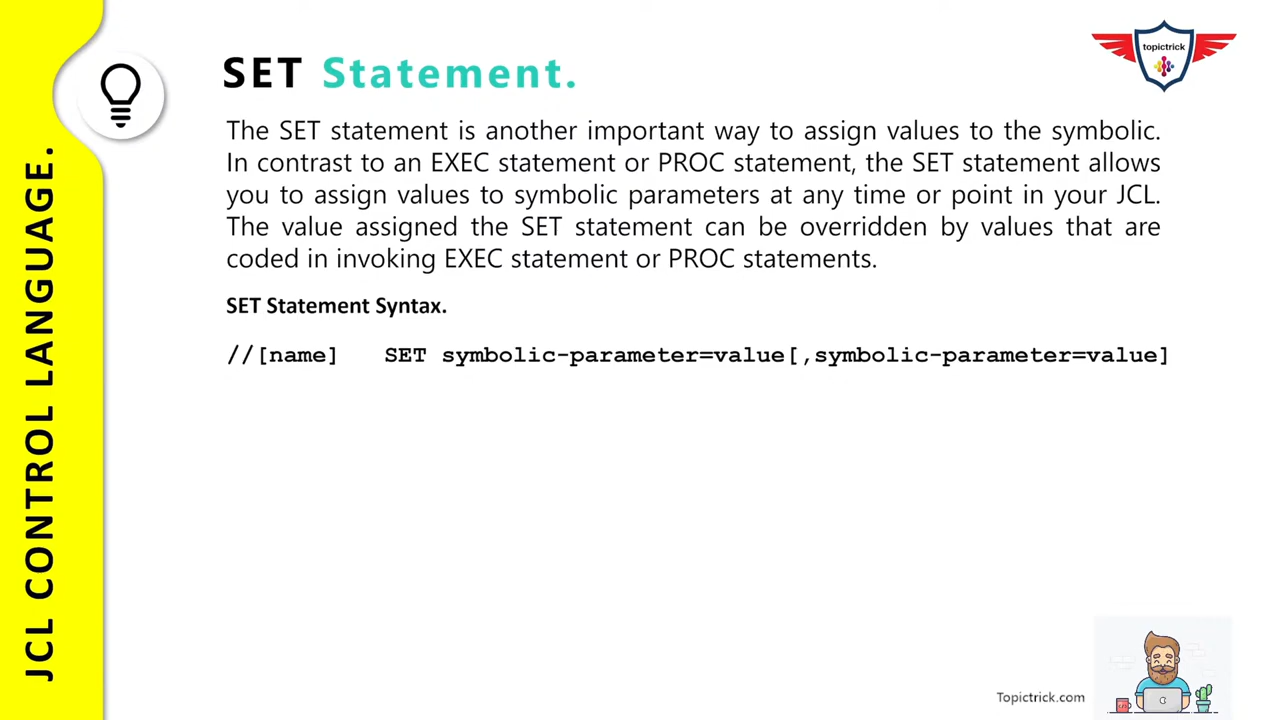 topictrick
SET Statement.
The SET statement is another important way to assign values to the symbolic.
In contrast to an EXEC statement or PROC statement, the SET statement allows
you to assign values to symbolic parameters at any time or point in your JCL.
The value assigned the SET statement can be overridden by values that are
coded in invoking EXEC statement or PROC statements.
SET Statement Syntax.
//[name] SET symbolic-parameter=value[,symbolic-parameter=value]
JCL CONTROL LANGUAGE.
Topictrick.com